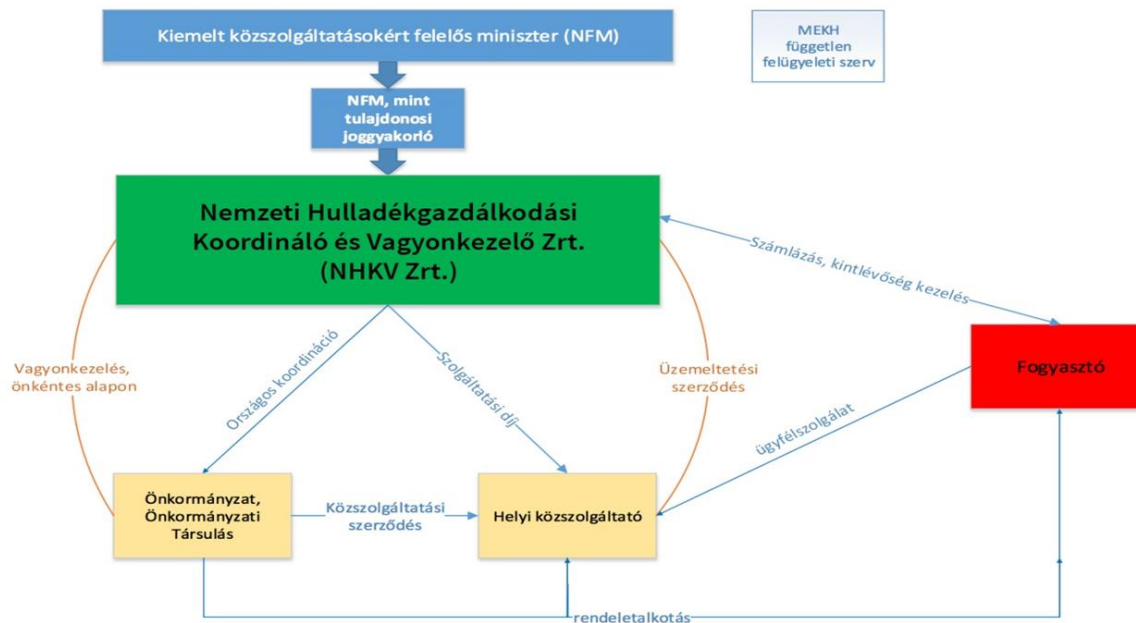 Kiemelt közszolgáltatásokért felelős miniszter (NFM)
MEKH
független
felügyeleti szerv
NFM, mint
tulajdonosi
joggyakorló
Nemzeti Hulladékgazdálkodási
Koordináló és Vagyonkezelő Zrt.
(NHKV Zrt.)
Számlázás, kintlévőség kezelés
Vagyonkezelés,
önkéntes alapon
Országos koordináció
Szolgáltatási díj
Üzemeltetési
szerződés
Fogyasztó
ügyfélszolgálat
Önkormányzat,
Önkormányzati
Társulás
Közszolgáltatási
szerződés
Helyi közszolgáltató
rendeletalkotás